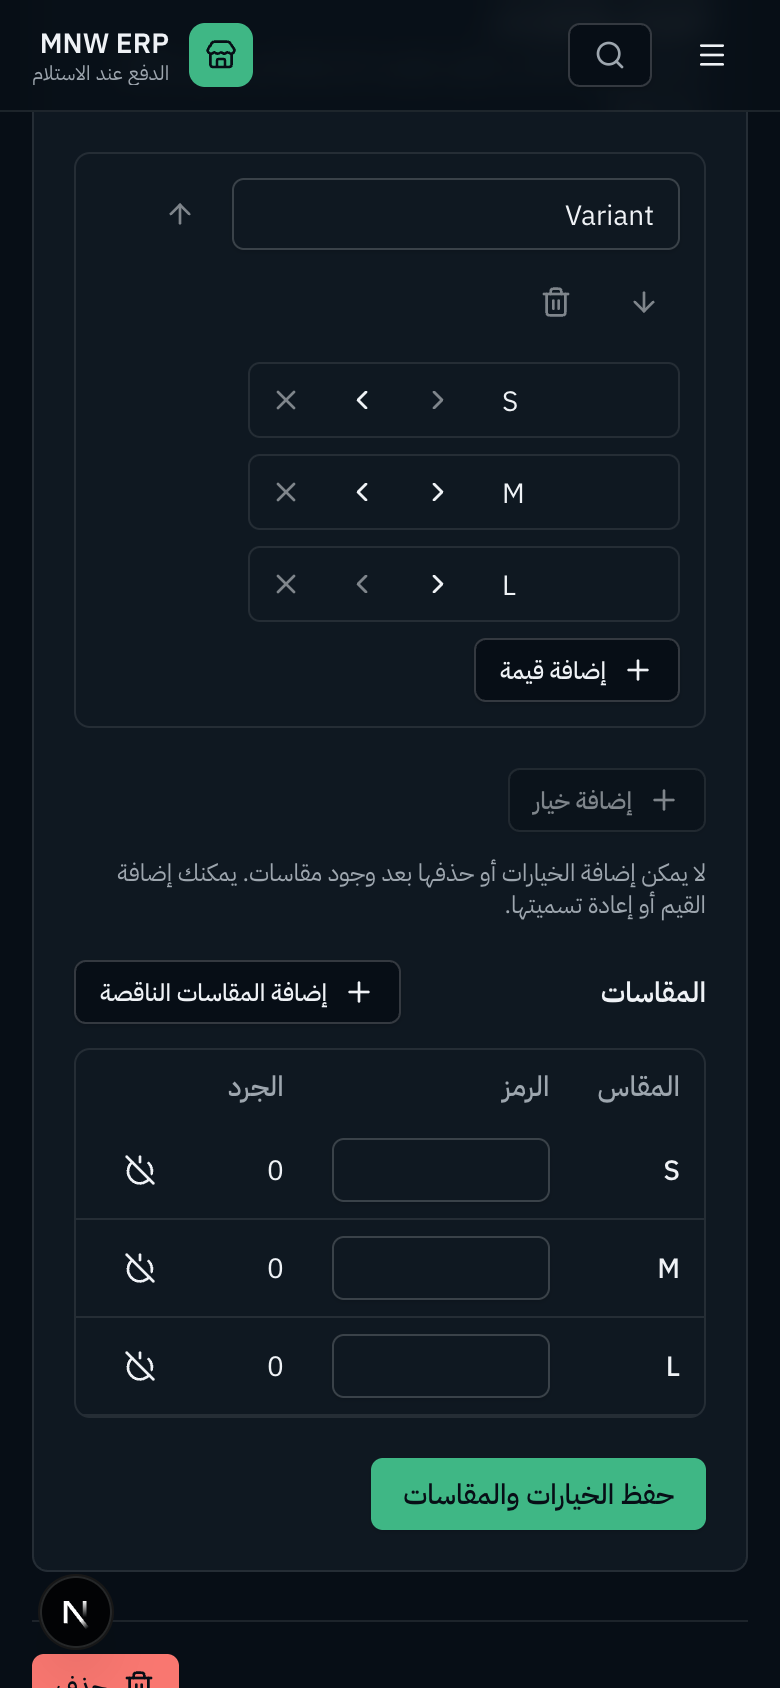 MNW ERP
الدفع عند الاستلام
Variant
S
M
L
إضافة قيمة
إضافة خيار
لا يمكن إضافة الخيارات أو حذفها بعد وجود مقاسات. يمكنك إضافة
القيم أو إعادة تسميتها.
المقاسات
إضافة المقاسات الناقصة
المقاس الرمز الجرد
S 0
M 0
L 0
حفظ الخيارات والمقاسات
N
حذف